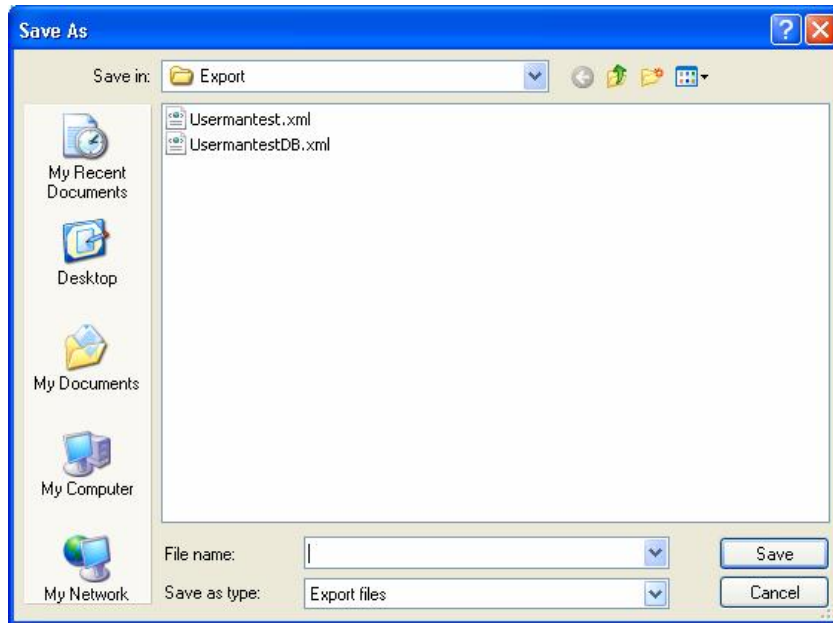 Save As
Save in: Export
Usermantest.xml
UsermantestDB.xml
My Recent
Documents
Desktop
My Documents
My Computer
My Network
File name:
Save
Save as type: Export files
Cancel